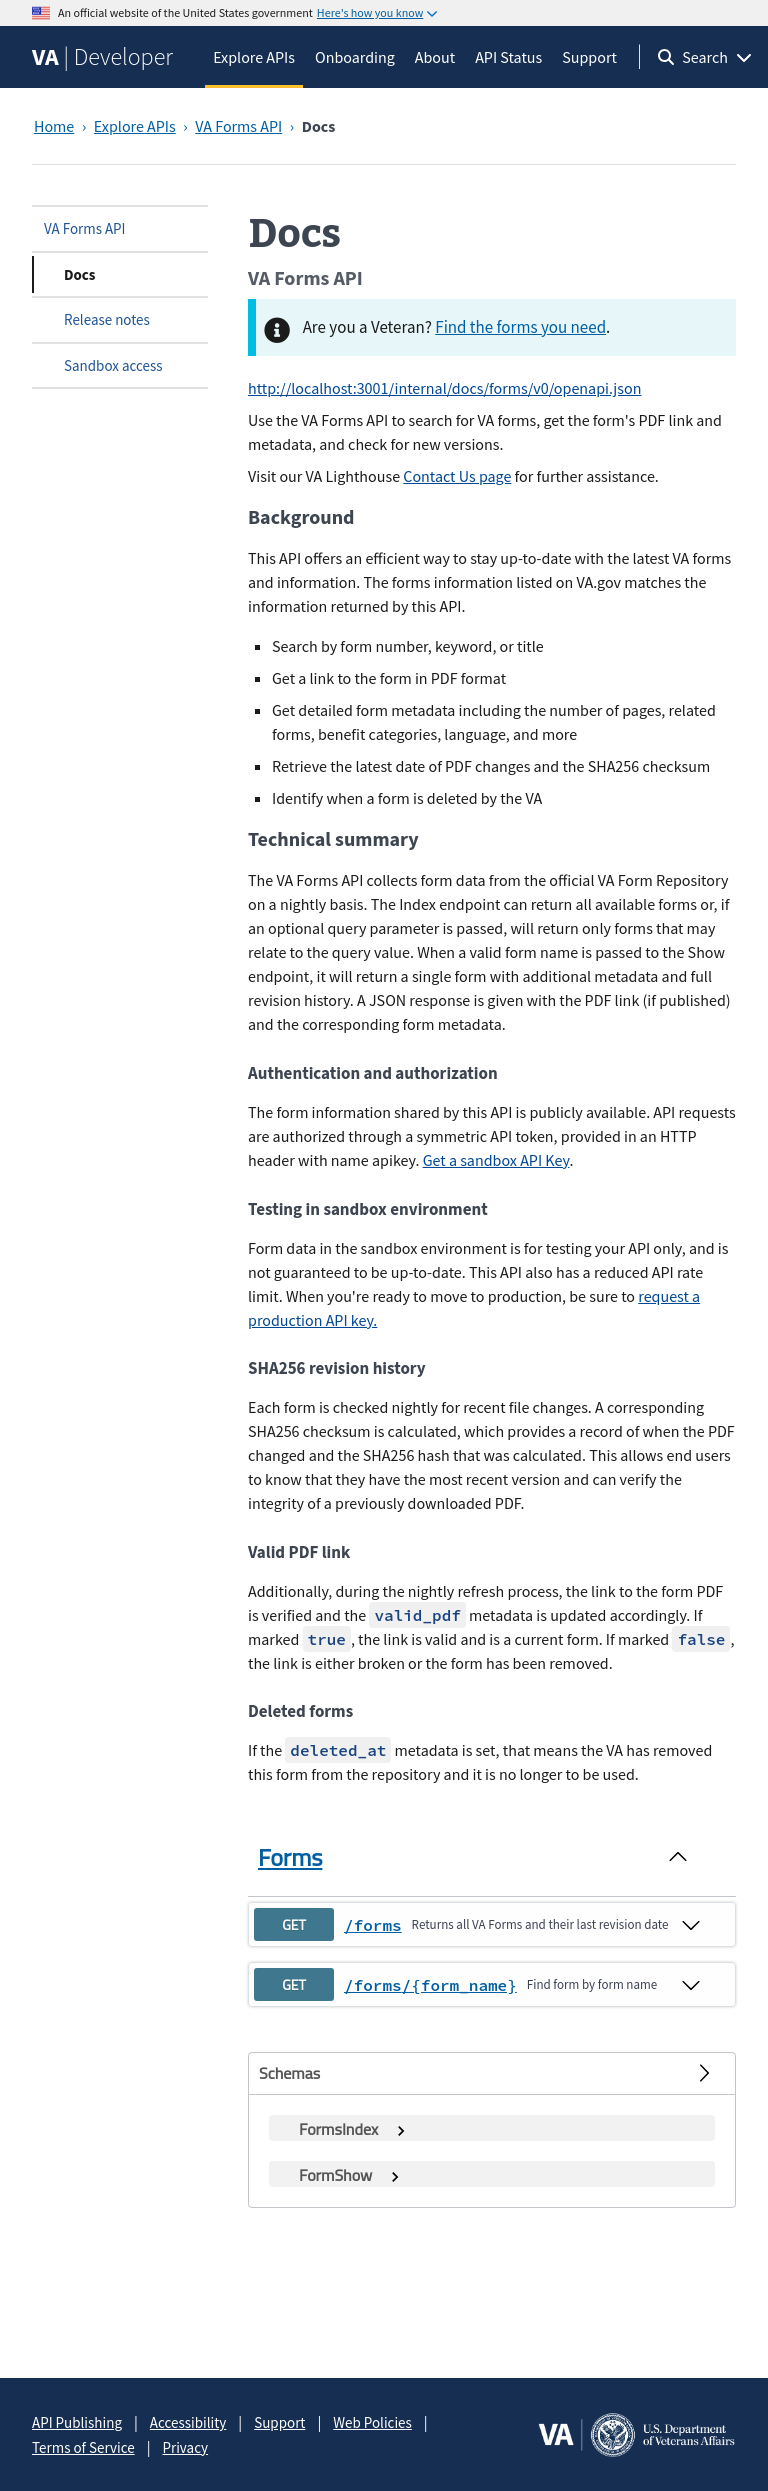 An official website of the United States government Here's how you know
VA | Developer Explore APIs Onboarding About API Status Support Search
Home › Explore APIs › VA Forms API › Docs
VA Forms API
Docs
Release notes
Sandbox access
Docs
VA Forms API
Are you a Veteran? Find the forms you need.
http://localhost:3001/internal/docs/forms/v0/openapi.json
Use the VA Forms API to search for VA forms, get the form's PDF link and
metadata, and check for new versions.
Visit our VA Lighthouse Contact Us page for further assistance.
Background
This API offers an efficient way to stay up-to-date with the latest VA forms
and information. The forms information listed on VA.gov matches the
information returned by this API.
Search by form number, keyword, or title
Get a link to the form in PDF format
Get detailed form metadata including the number of pages, related
forms, benefit categories, language, and more
Retrieve the latest date of PDF changes and the SHA256 checksum
Identify when a form is deleted by the VA
Technical summary
The VA Forms API collects form data from the official VA Form Repository
on a nightly basis. The Index endpoint can return all available forms or, if
an optional query parameter is passed, will return only forms that may
relate to the query value. When a valid form name is passed to the Show
endpoint, it will return a single form with additional metadata and full
revision history. A JSON response is given with the PDF link (if published)
and the corresponding form metadata.
Authentication and authorization
The form information shared by this API is publicly available. API requests
are authorized through a symmetric API token, provided in an HTTP
header with name apikey. Get a sandbox API Key.
Testing in sandbox environment
Form data in the sandbox environment is for testing your API only, and is
not guaranteed to be up-to-date. This API also has a reduced API rate
limit. When you're ready to move to production, be sure to request a
production API key.
SHA256 revision history
Each form is checked nightly for recent file changes. A corresponding
SHA256 checksum is calculated, which provides a record of when the PDF
changed and the SHA256 hash that was calculated. This allows end users
to know that they have the most recent version and can verify the
integrity of a previously downloaded PDF.
Valid PDF link
Additionally, during the nightly refresh process, the link to the form PDF
is verified and the valid_pdf metadata is updated accordingly. If
marked true, the link is valid and is a current form. If marked false,
the link is either broken or the form has been removed.
Deleted forms
If the deleted_at metadata is set, that means the VA has removed
this form from the repository and it is no longer to be used.
Forms
GET /forms Returns all VA Forms and their last revision date
GET /forms/{form_name} Find form by form name
Schemas
FormsIndex
FormShow
API Publishing | Accessibility | Support | Web Policies |
Terms of Service | Privacy
VA | U.S. Department
of Veterans Affairs